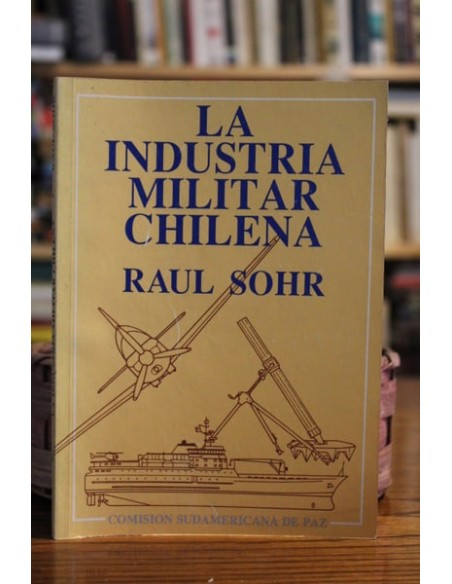 LA
INDUSTRIA
MILITAR
CHILENA
RAUL SOHR
COMISION SUDAMERICANA DE PAZ